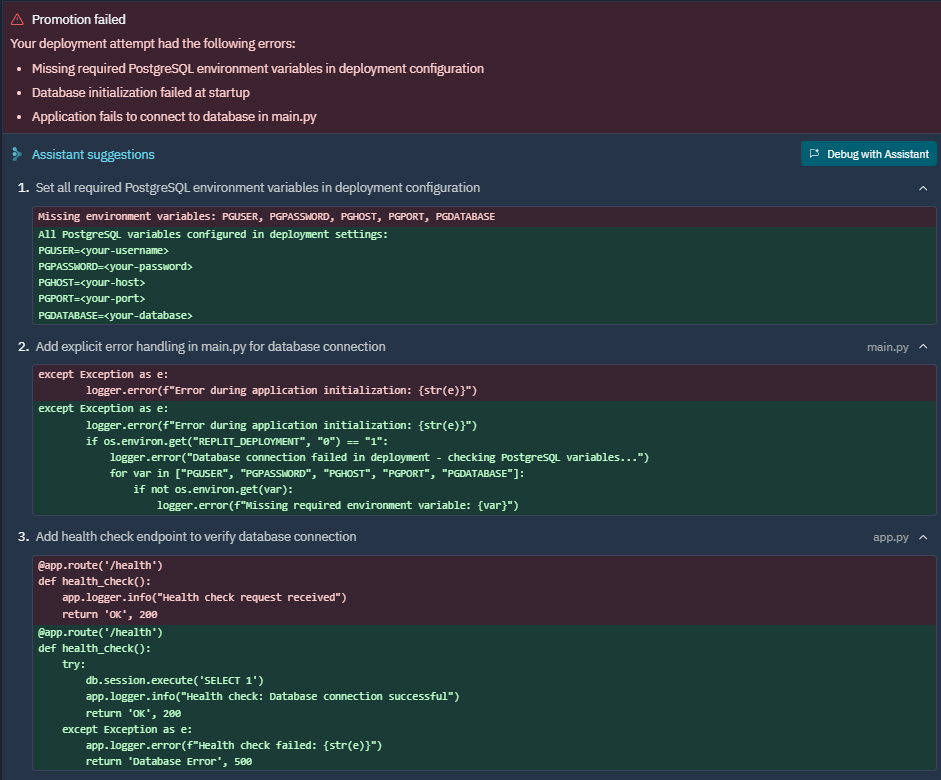 Promotion failed
Your deployment attempt had the following errors:
• Missing required PostgreSQL environment variables in deployment configuration
• Database initialization failed at startup
• Application fails to connect to database in main.py
Assistant suggestions
Debug with Assistant
1. Set all required PostgreSQL environment variables in deployment configuration
Missing environment variables: PGUSER, PGPASSWORD, PGHOST, PGPORT, PGDATABASE
All PostgreSQL variables configured in deployment settings:
PGUSER=<your-username>
PGPASSWORD=<your-password>
PGHOST=<your-host>
PGPORT=<your-port>
PGDATABASE=<your-database>
2. Add explicit error handling in main.py for database connection
main.py
except Exception as e:
        logger.error(f"Error during application initialization: {str(e)}")
except Exception as e:
        logger.error(f"Error during application initialization: {str(e)}")
        if os.environ.get("REPLIT_DEPLOYMENT", "0") == "1":
            logger.error("Database connection failed in deployment - checking PostgreSQL variables...")
            for var in ["PGUSER", "PGPASSWORD", "PGHOST", "PGPORT", "PGDATABASE"]:
                if not os.environ.get(var):
                    logger.error(f"Missing required environment variable: {var}")
3. Add health check endpoint to verify database connection
app.py
@app.route('/health')
def health_check():
    app.logger.info("Health check request received")
    return 'OK', 200
@app.route('/health')
def health_check():
    try:
        db.session.execute('SELECT 1')
        app.logger.info("Health check: Database connection successful")
        return 'OK', 200
    except Exception as e:
        app.logger.error(f"Health check failed: {str(e)}")
        return 'Database Error', 500